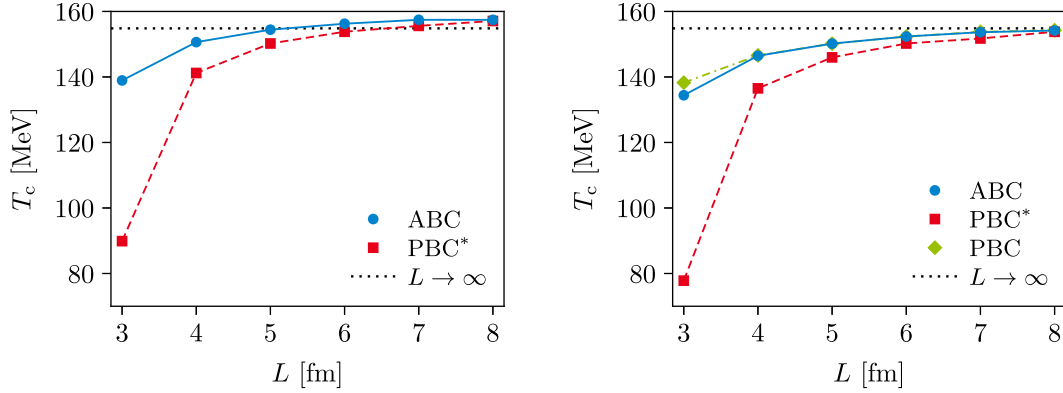 160
140
120
100
80
T_c [MeV]
ABC
PBC*
L → ∞
3 4 5 6 7 8
L [fm]
160
140
120
100
80
T_c [MeV]
ABC
PBC*
PBC
L → ∞
3 4 5 6 7 8
L [fm]